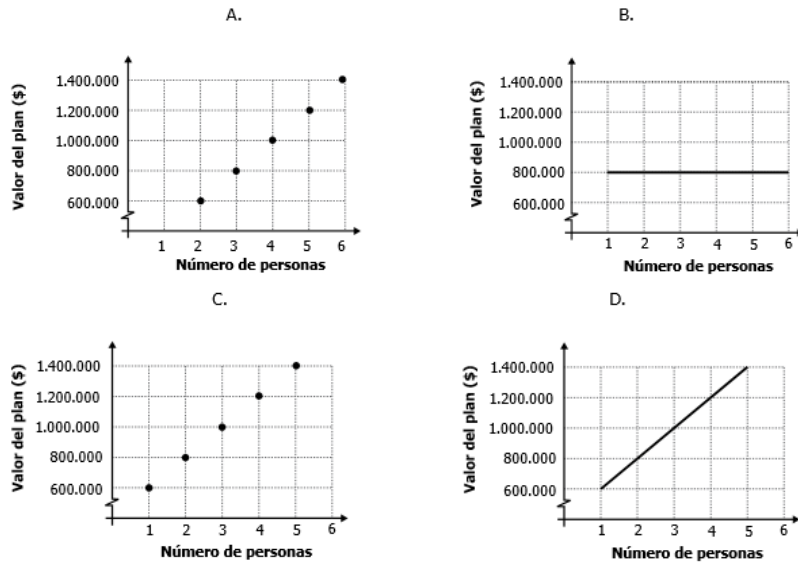 A.
Valor del plan ($)
1.400.000
1.200.000
1.000.000
800.000
600.000
1 2 3 4 5 6
Número de personas
B.
Valor del plan ($)
1.400.000
1.200.000
1.000.000
800.000
600.000
1 2 3 4 5 6
Número de personas
C.
Valor del plan ($)
1.400.000
1.200.000
1.000.000
800.000
600.000
1 2 3 4 5 6
Número de personas
D.
Valor del plan ($)
1.400.000
1.200.000
1.000.000
800.000
600.000
1 2 3 4 5 6
Número de personas